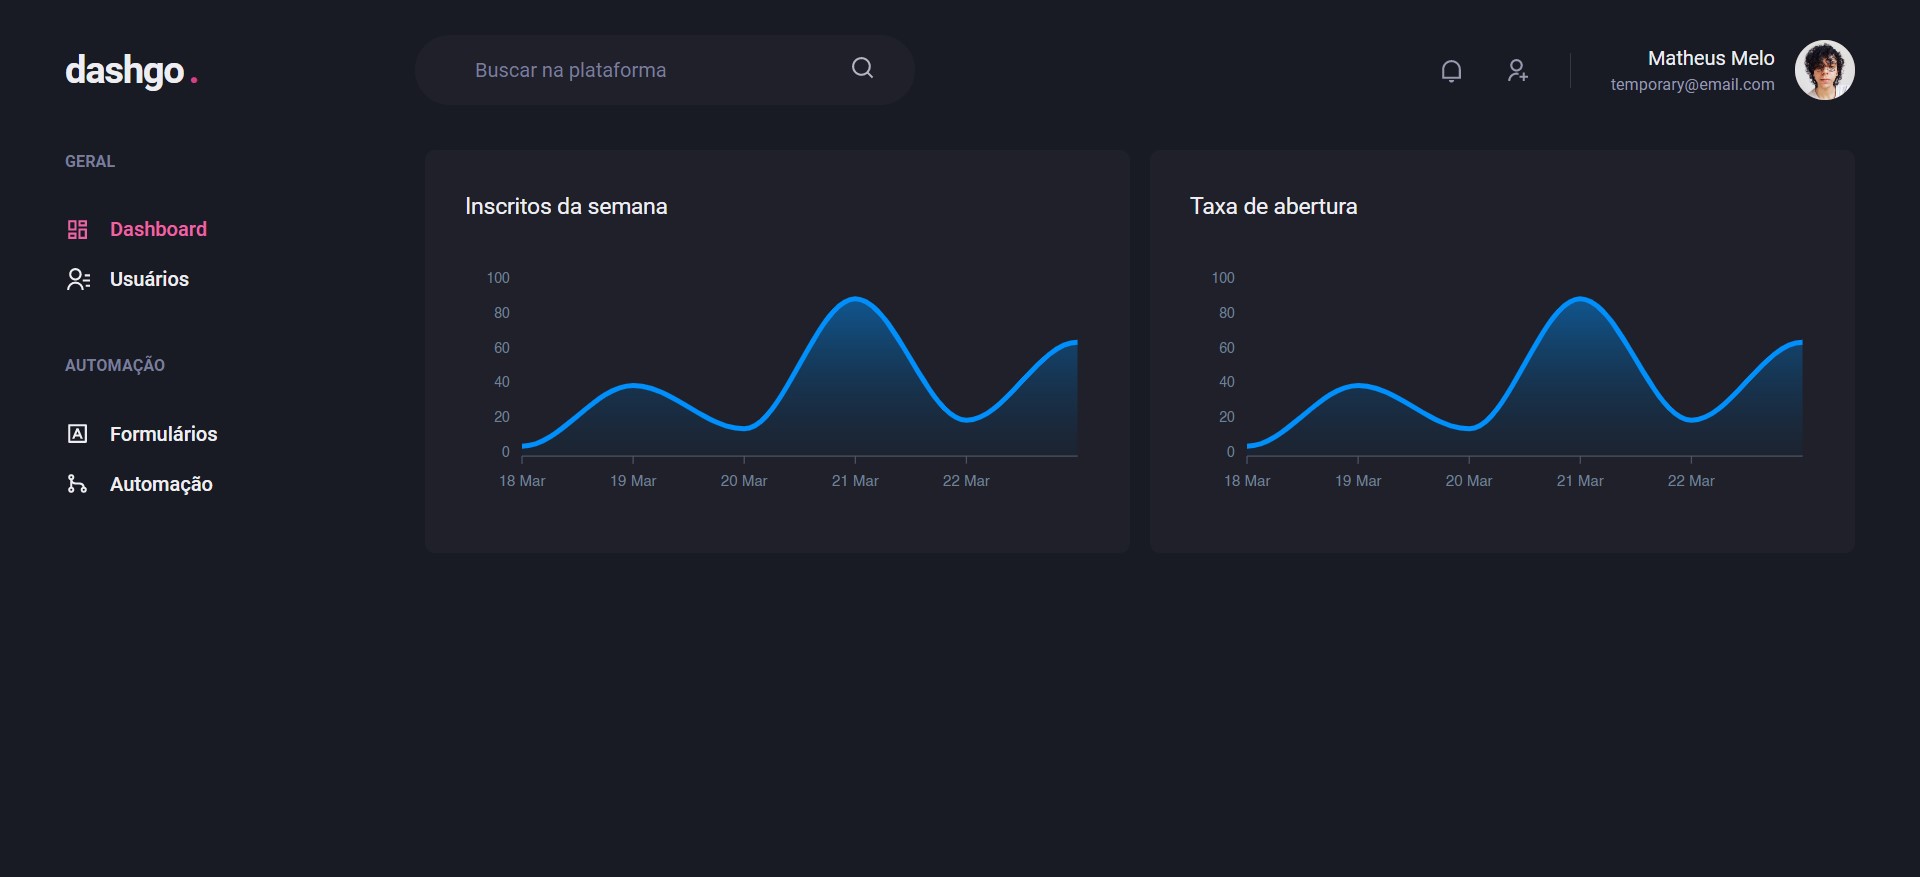 dashgo.
Buscar na plataforma
Matheus Melo
temporary@email.com
GERAL
Dashboard
Usuários
AUTOMAÇÃO
Formulários
Automação
Inscritos da semana
100
80
60
40
20
0
18 Mar 19 Mar 20 Mar 21 Mar 22 Mar
Taxa de abertura
100
80
60
40
20
0
18 Mar 19 Mar 20 Mar 21 Mar 22 Mar